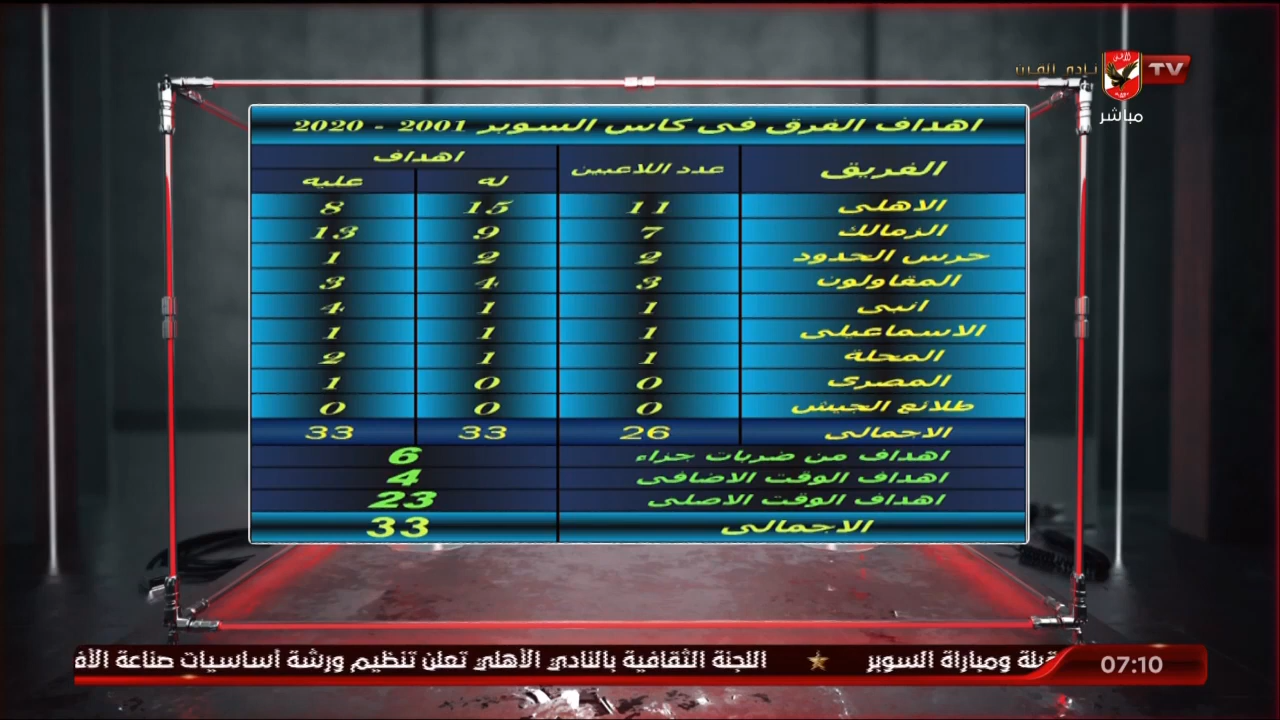 نادي القرن
TV
مباشر
اهداف الفرق فى كاس السوبر 2001 - 2020
الفريق عدد اللاعبين اهداف
له عليه
الاهلى 11 15 8
الزمالك 7 9 13
حرس الحدود 2 2 1
المقاولون 3 4 3
انبى 1 1 4
الاسماعيلى 1 1 1
المحلة 1 1 2
المصرى 0 0 1
طلائع الجيش 0 0 0
الاجمالى 26 33 33
اهداف من ضربات جزاء 6
اهداف الوقت الاضافى 4
اهداف الوقت الاصلى 23
الاجمالى 33
ومباراة السوبر اللجنة الثقافية بالنادي الأهلي تعلن تنظيم ورشة أساسيات صناعة
07:10